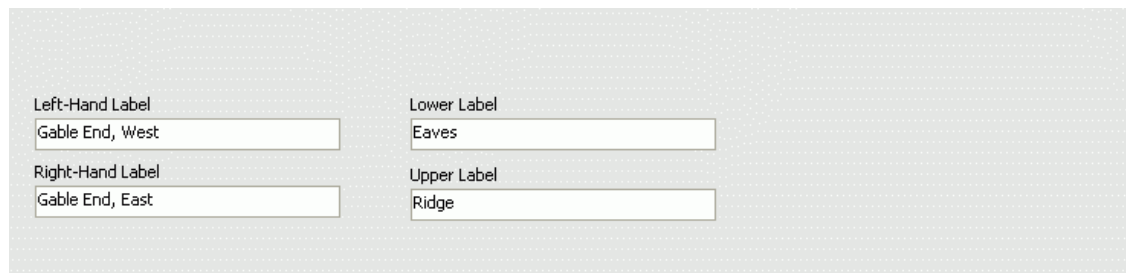 Left-Hand Label
Gable End, West
Right-Hand Label
Gable End, East
Lower Label
Eaves
Upper Label
Ridge